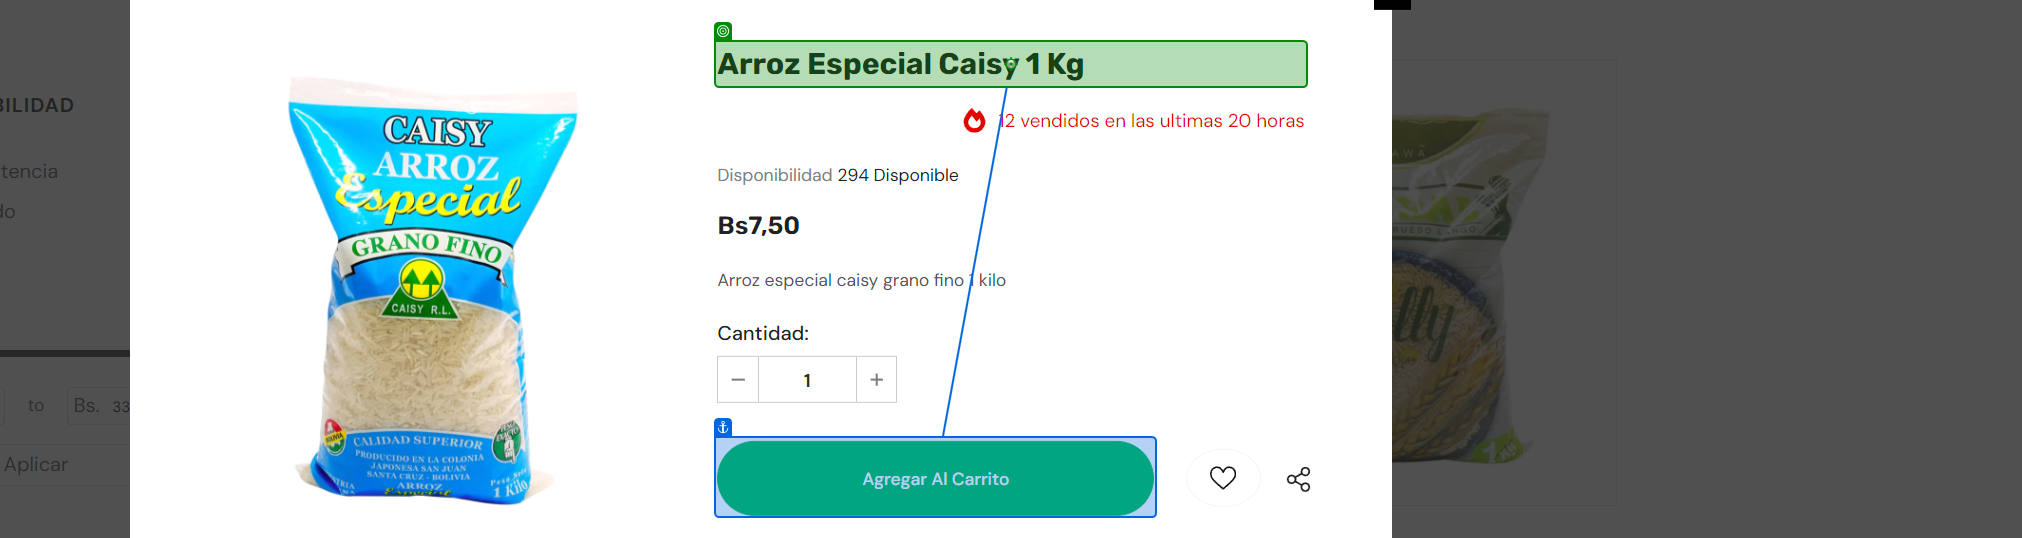 BILIDAD
tencia
do
to
Bs. 33
Aplicar
CAISY
ARROZ
Especial
GRANO FINO
CAISY R.L.
CALIDAD SUPERIOR
PRODUCIDO EN LA COLONIA
JAPONESA SAN JUAN
SANTA CRUZ - BOLIVIA
ARROZ
Especial
Peso Neto
1 Kilo
Arroz Especial Caisy 1 Kg
12 vendidos en las ultimas 20 horas
Disponibilidad 294 Disponible
Bs7,50
Arroz especial caisy grano fino 1 kilo
Cantidad:
1
Agregar Al Carrito